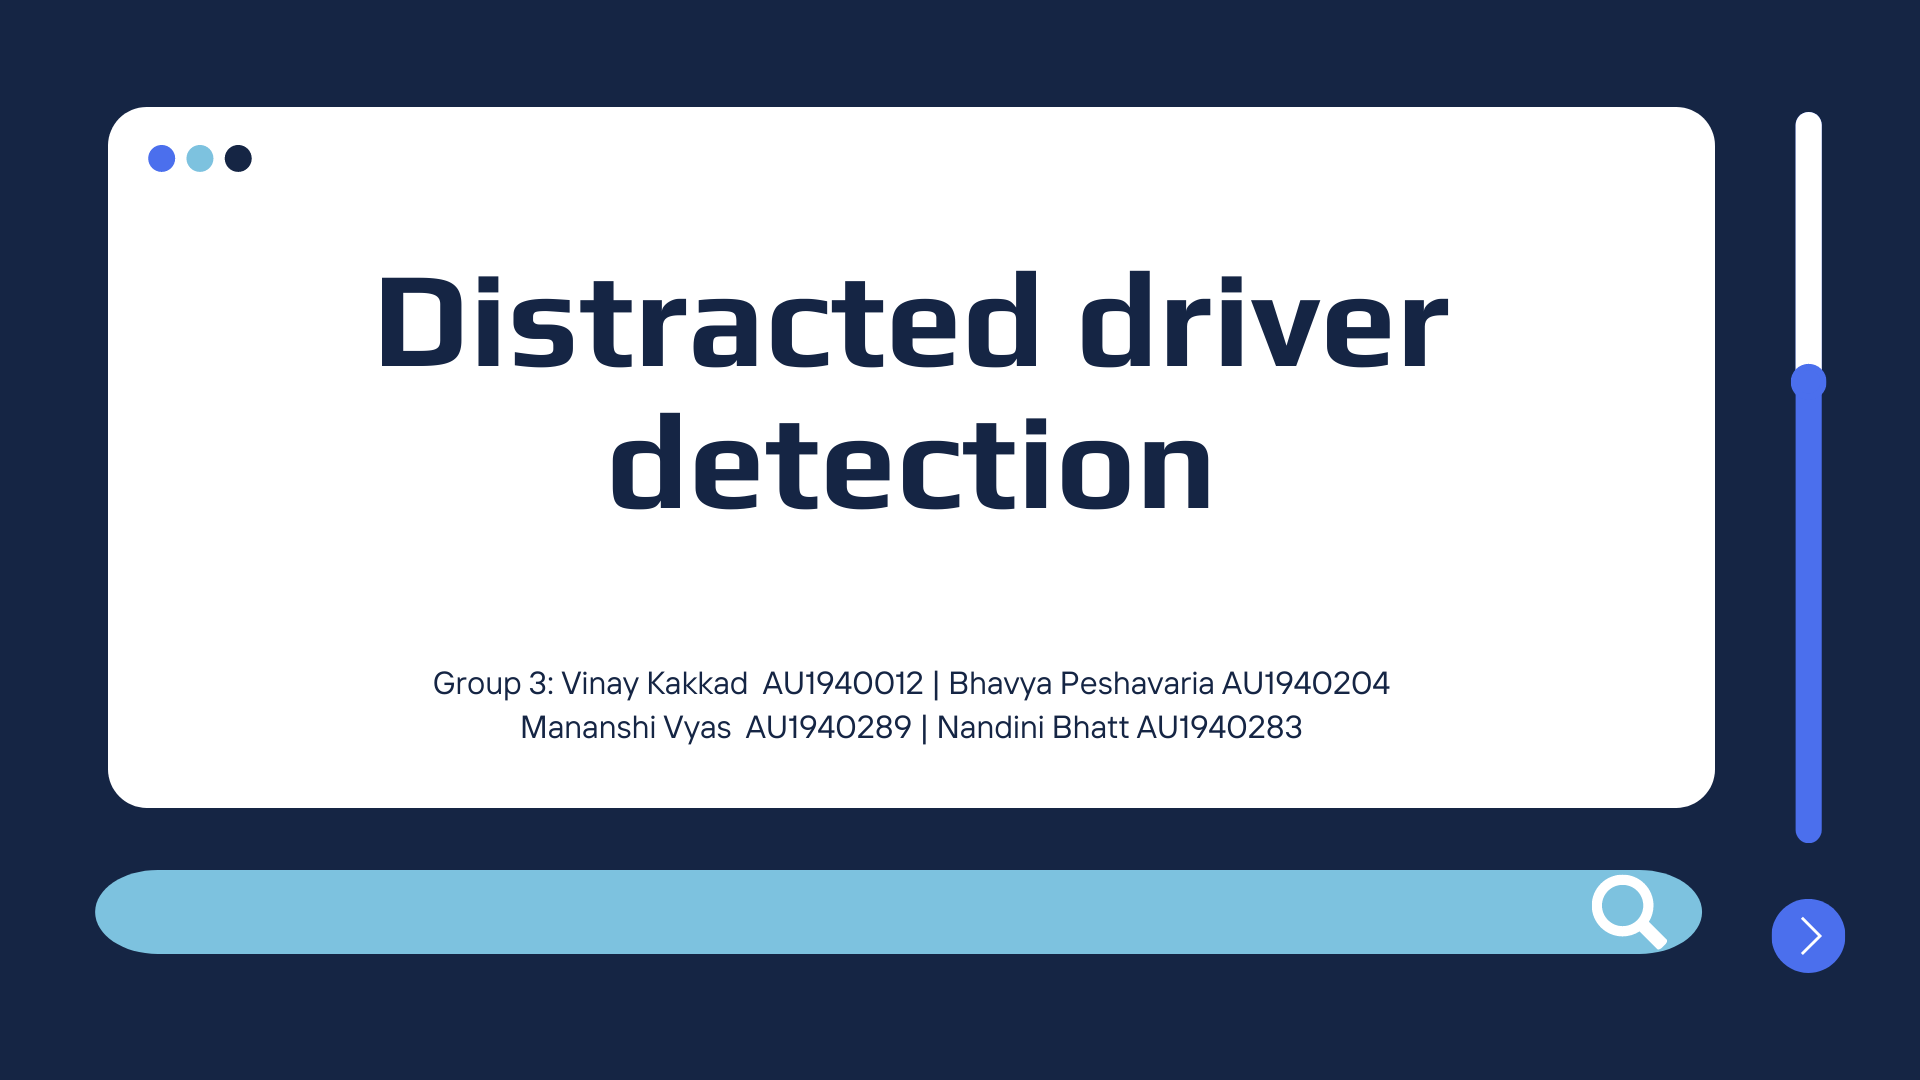 Distracted driver
detection
Group 3: Vinay Kakkad  AU1940012 | Bhavya Peshavaria AU1940204
Mananshi Vyas  AU1940289 | Nandini Bhatt AU1940283